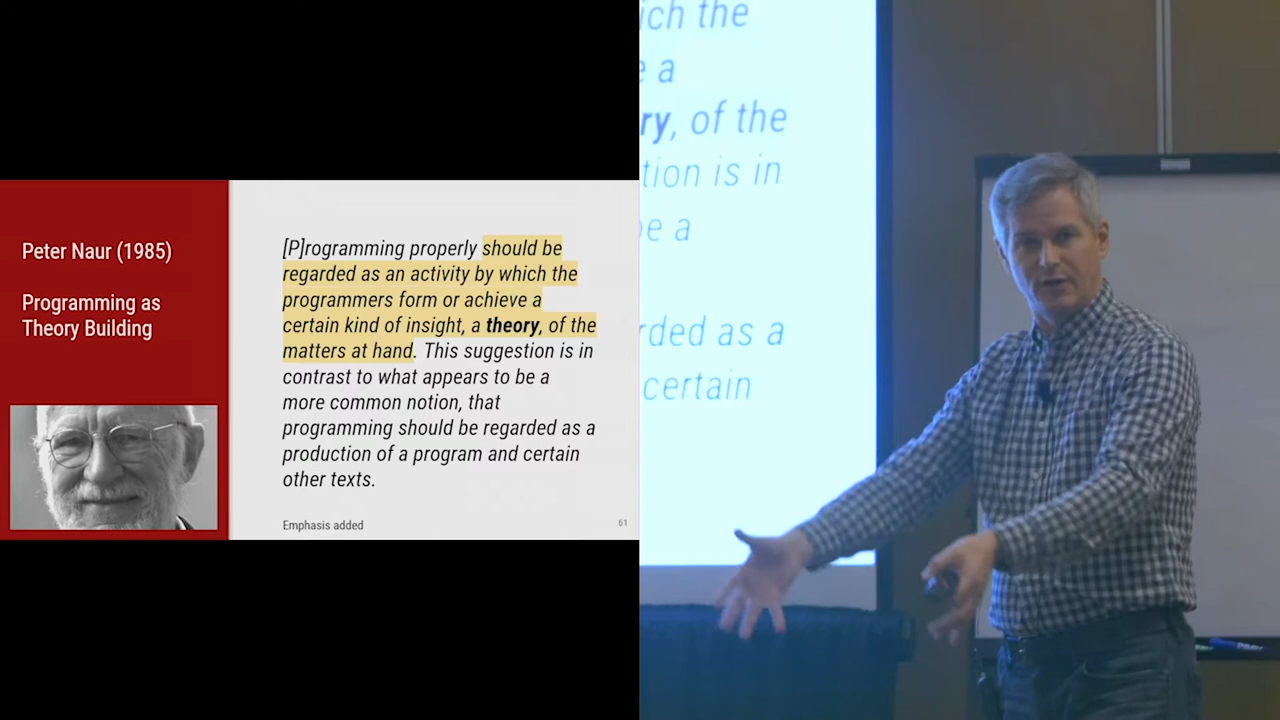 Peter Naur (1985)
Programming as
Theory Building
[P]rogramming properly should be
regarded as an activity by which the
programmers form or achieve a
certain kind of insight, a theory, of the
matters at hand. This suggestion is in
contrast to what appears to be a
more common notion, that
programming should be regarded as a
production of a program and certain
other texts.
Emphasis added
61
ich the
e a
ry, of the
tion is in
be a
rded as a
certain